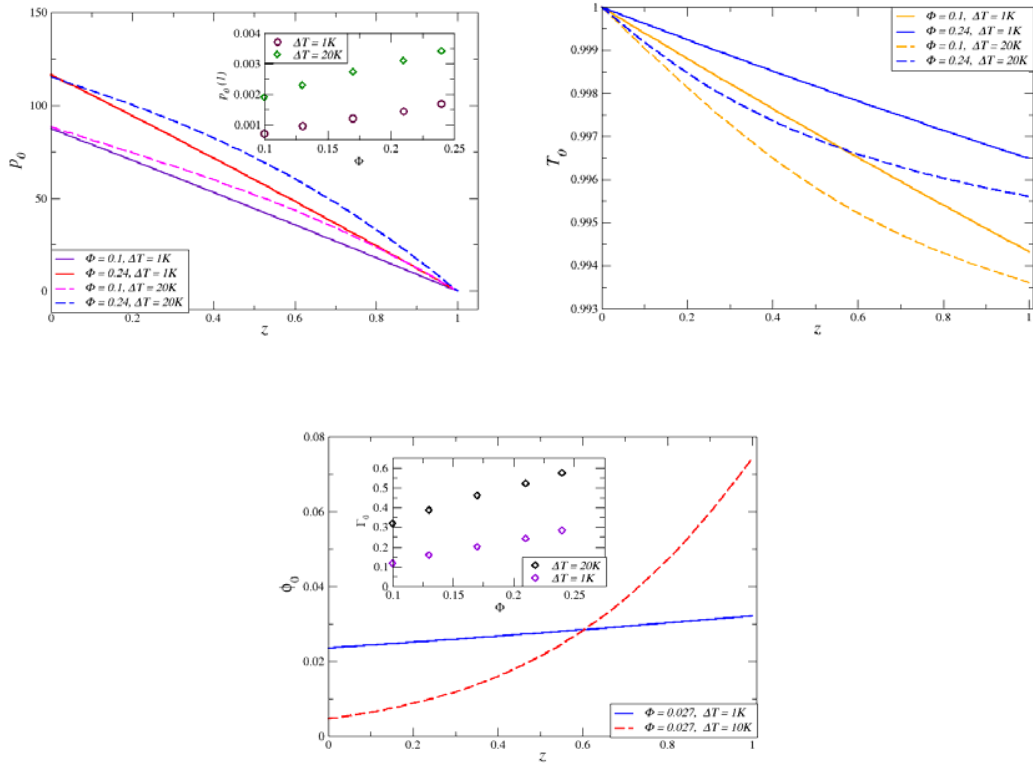 0.004
0.003
0.002
0.001
p₀ (1)
ΔT = 1K
ΔT = 20K
0.1 0.15 0.2 0.25
Φ
150
100
50
0
p₀
Φ = 0.1, ΔT = 1K
Φ = 0.24, ΔT = 1K
Φ = 0.1, ΔT = 20K
Φ = 0.24, ΔT = 20K
0 0.2 0.4 0.6 0.8 1
z
1
0.999
0.998
0.997
0.996
0.995
0.994
0.993
T₀
Φ = 0.1, ΔT = 1K
Φ = 0.24, ΔT = 1K
Φ = 0.1, ΔT = 20K
Φ = 0.24, ΔT = 20K
0 0.2 0.4 0.6 0.8 1
z
0.08
0.06
0.04
0.02
0
ϕ₀
0.6
0.5
0.4
0.3
0.2
0.1
0
Γ₀
ΔT = 20K
ΔT = 1K
0.1 0.15 0.2 0.25
Φ
Φ = 0.027, ΔT = 1K
Φ = 0.027, ΔT = 10K
0 0.2 0.4 0.6 0.8 1
z